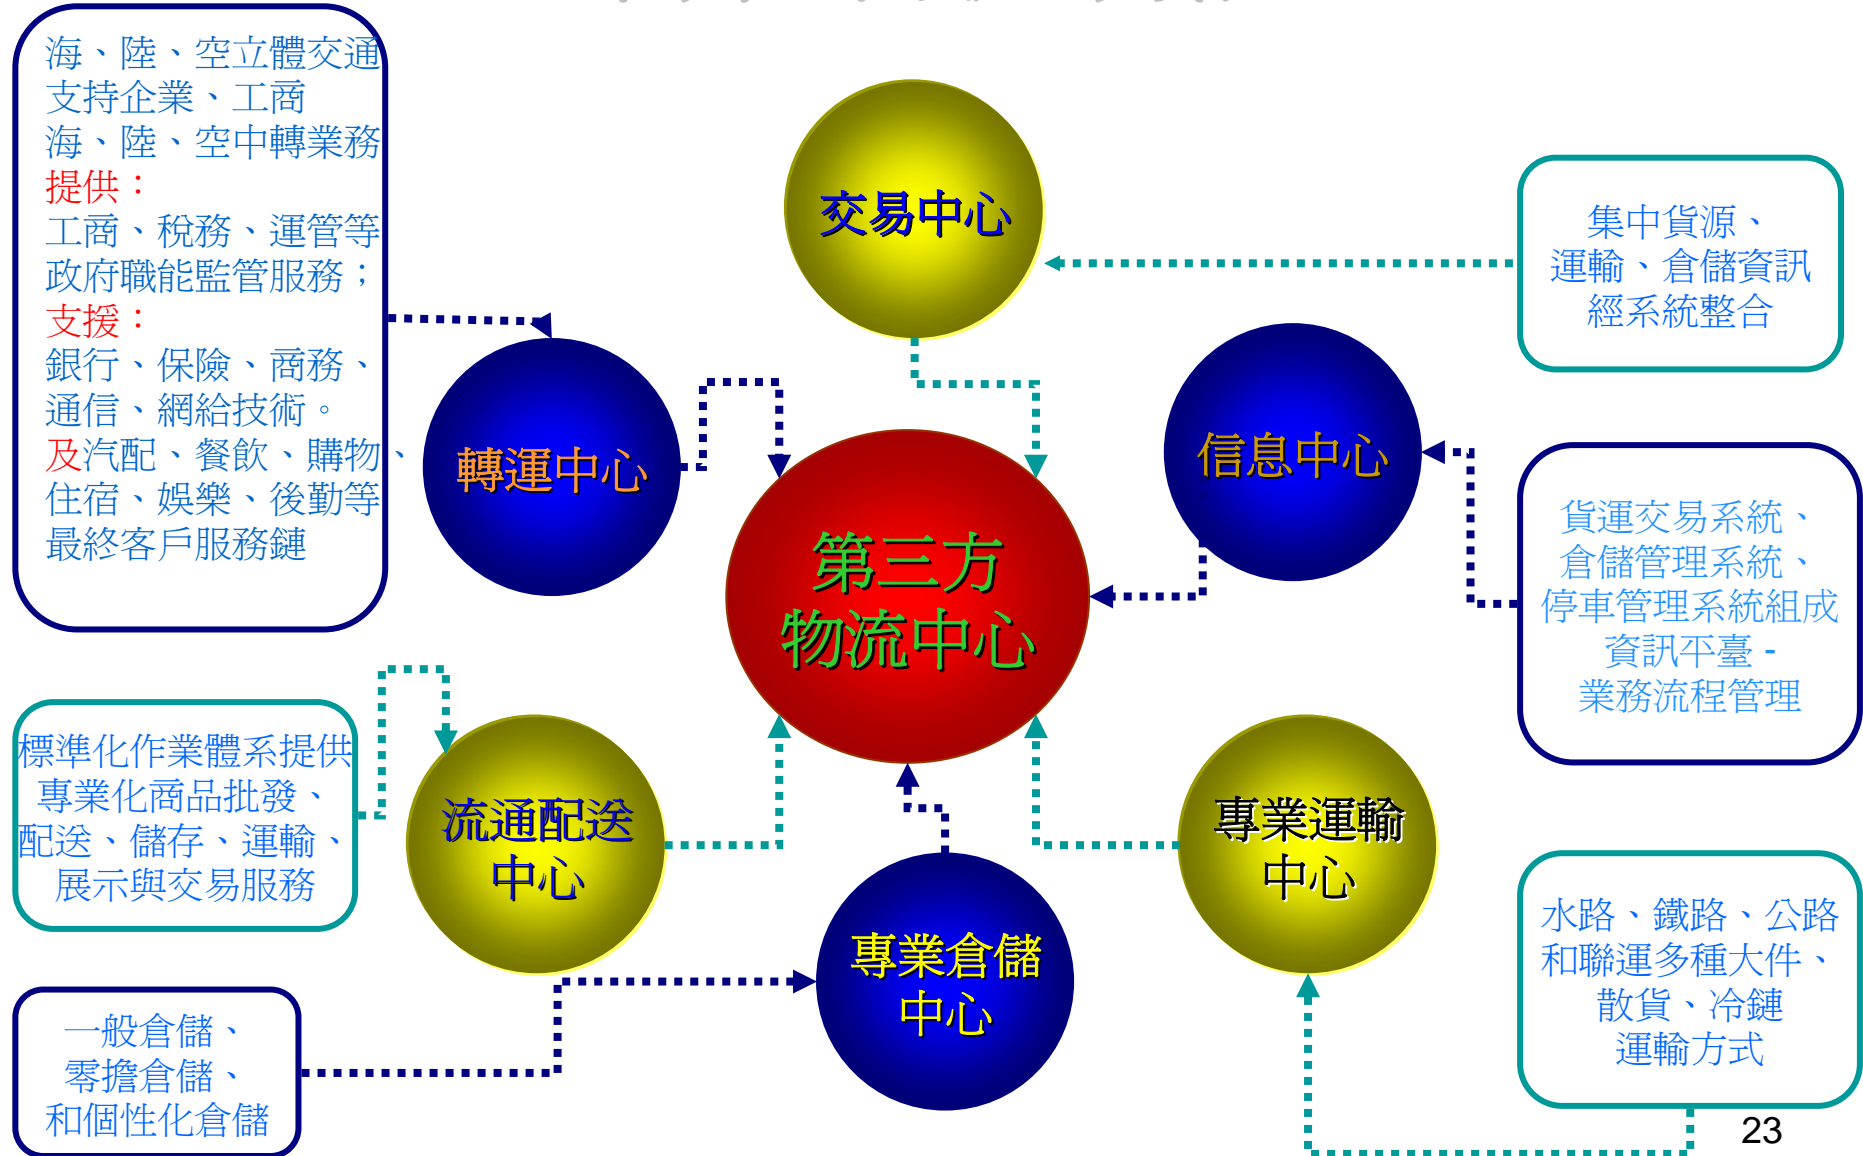 海、陸、空立體交通
支持企業、工商
海、陸、空中轉業務
提供：
工商、稅務、運管等
政府職能監管服務；
支援：
銀行、保險、商務、
通信、網給技術。
及汽配、餐飲、購物、
住宿、娛樂、後勤等
最終客戶服務鏈
交易中心
集中貨源、
運輸、倉儲資訊
經系統整合
轉運中心
信息中心
第三方
物流中心
貨運交易系統、
倉儲管理系統、
停車管理系統組成
資訊平臺 -
業務流程管理
標準化作業體系提供
專業化商品批發、
配送、儲存、運輸、
展示與交易服務
流通配送
中心
專業運輸
中心
專業倉儲
中心
水路、鐵路、公路
和聯運多種大件、
散貨、冷鏈
運輸方式
一般倉儲、
零擔倉儲、
和個性化倉儲
23